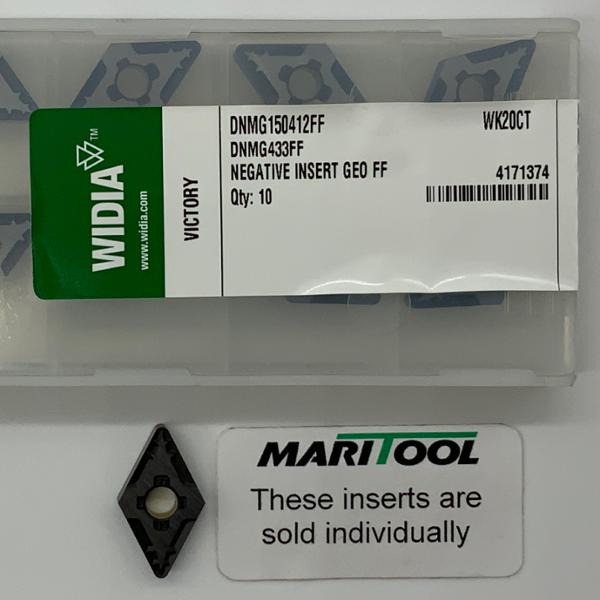 WIDIA™
www.widia.com
VICTORY
DNMG150412FF
WK20CT
DNMG433FF
NEGATIVE INSERT GEO FF
4171374
Qty: 10
MARITOOL
These inserts are
sold individually